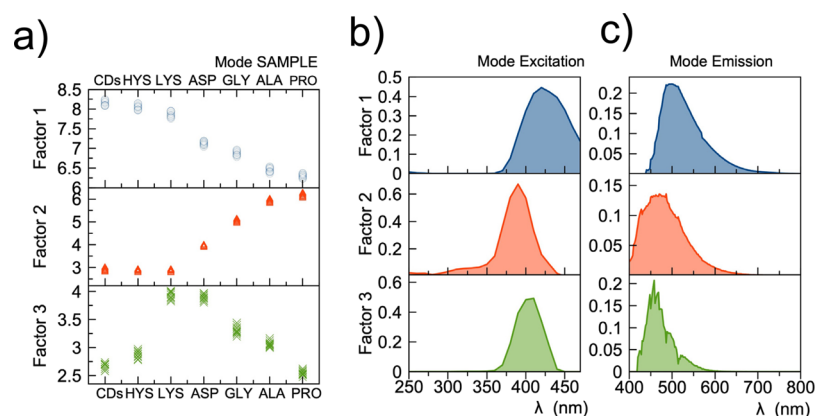 a)
Mode SAMPLE
CDs HYS LYS ASP GLY ALA PRO
Factor 1
8.5
8
7.5
7
6.5
6
Factor 2
6
5
4
3
Factor 3
4
3.5
3
2.5
CDs HYS LYS ASP GLY ALA PRO
b)
Mode Excitation
Factor 1
0.5
0.4
0.3
0.2
0.1
0
Factor 2
0.6
0.4
0.2
0.6
Factor 3
0.4
0.2
0
250 300 350 400 450
λ (nm)
c)
Mode Emission
0.2
0.15
0.1
0.05
0.15
0.1
0.05
0.2
0.15
0.1
0.05
0
400 500 600 700 800
λ (nm)